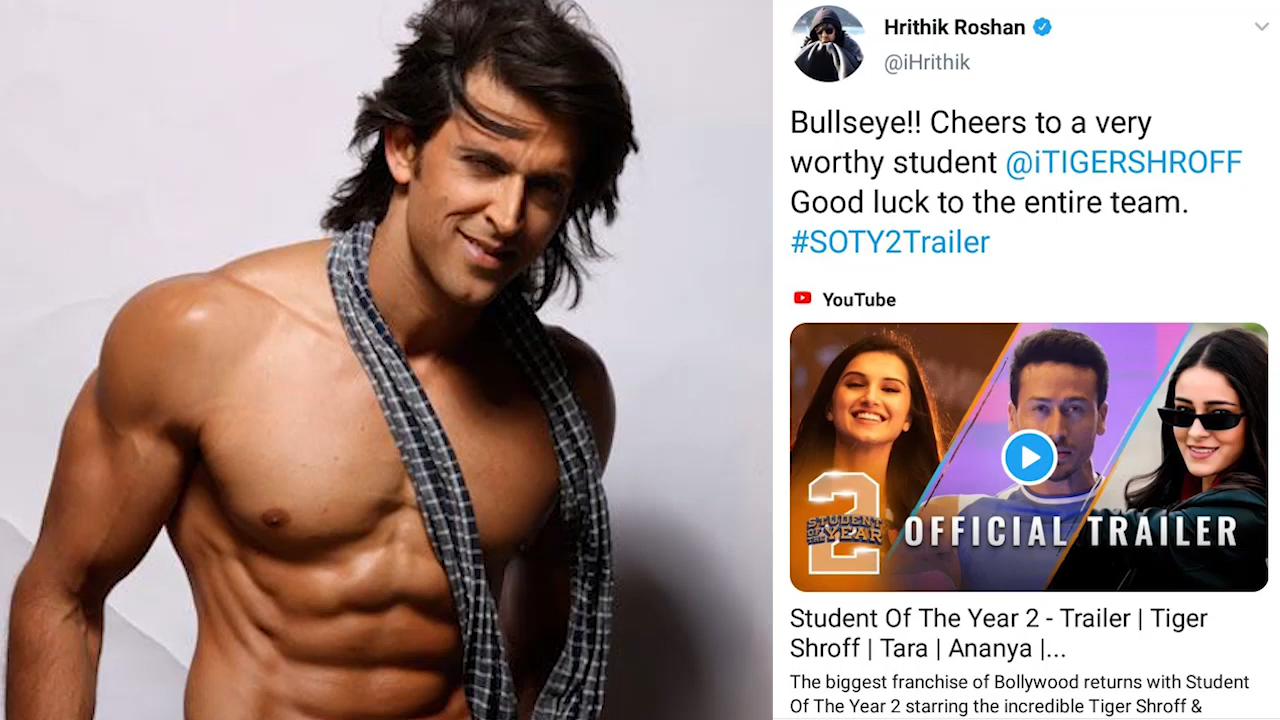 Hrithik Roshan
@iHrithik
Bullseye!! Cheers to a very
worthy student @iTIGERSHROFF
Good luck to the entire team.
#SOTY2Trailer
YouTube
2
STUDENT
OF THE YEAR
OFFICIAL TRAILER
Student Of The Year 2 - Trailer | Tiger
Shroff | Tara | Ananya |...
The biggest franchise of Bollywood returns with Student
Of The Year 2 starring the incredible Tiger Shroff &